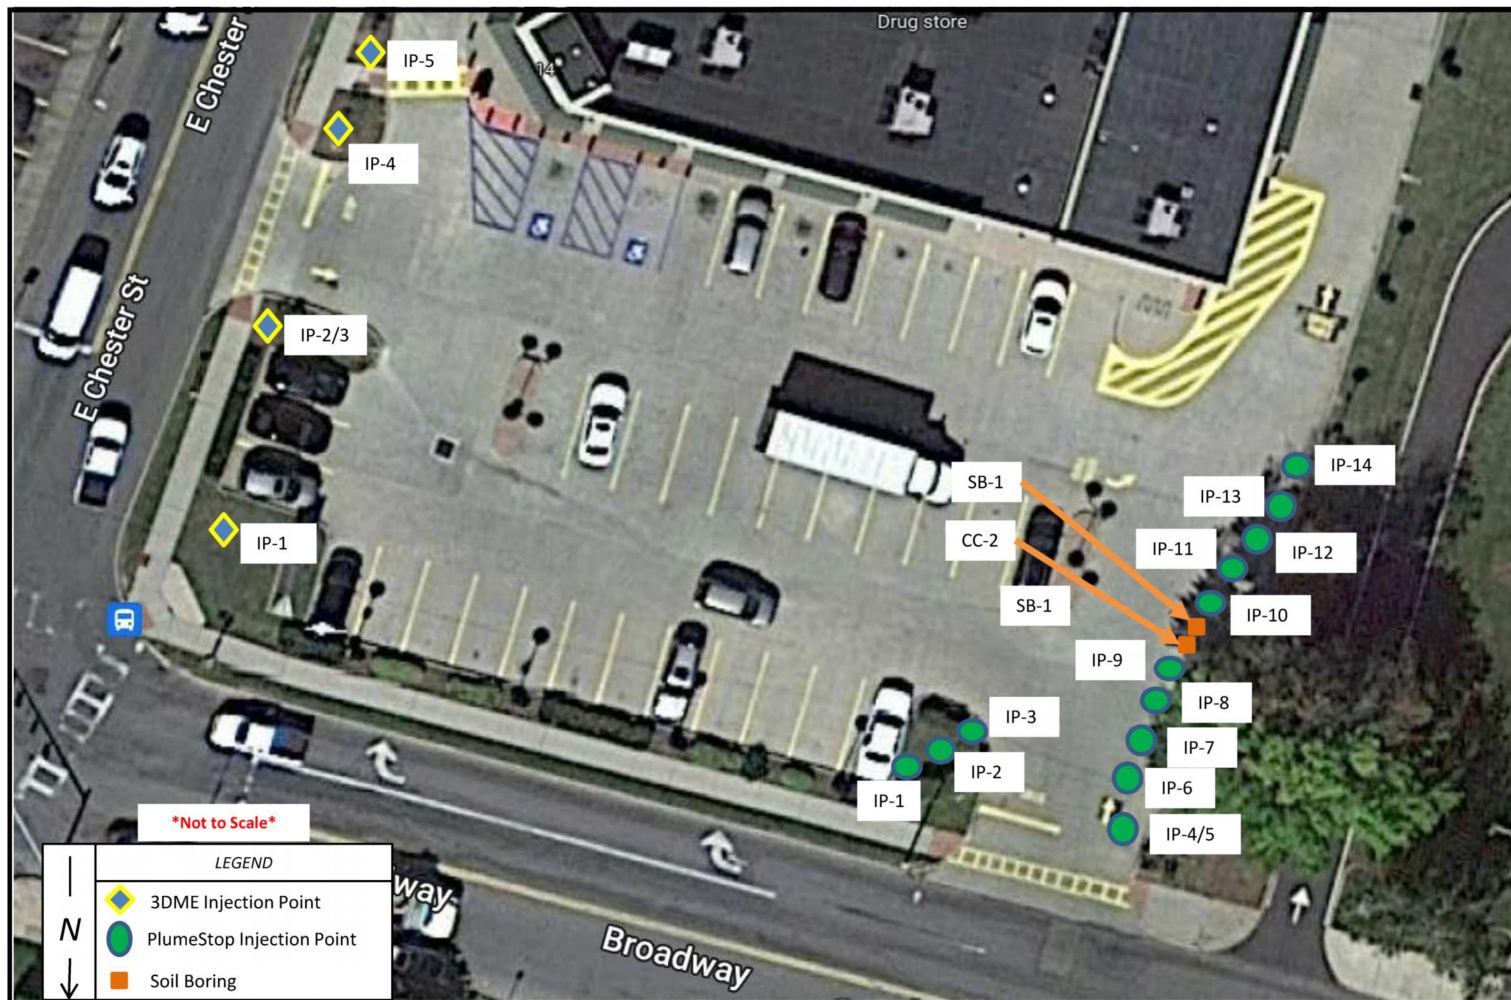 Drug store
14
E Chester
IP-5
IP-4
IP-2/3
E Chester St
IP-1
SB-1
CC-2
SB-1
IP-14
IP-13
IP-12
IP-11
IP-10
IP-9
IP-8
IP-7
IP-6
IP-4/5
IP-3
IP-2
IP-1
*Not to Scale*
LEGEND
3DME Injection Point
PlumeStop Injection Point
Soil Boring
N
way
Broadway